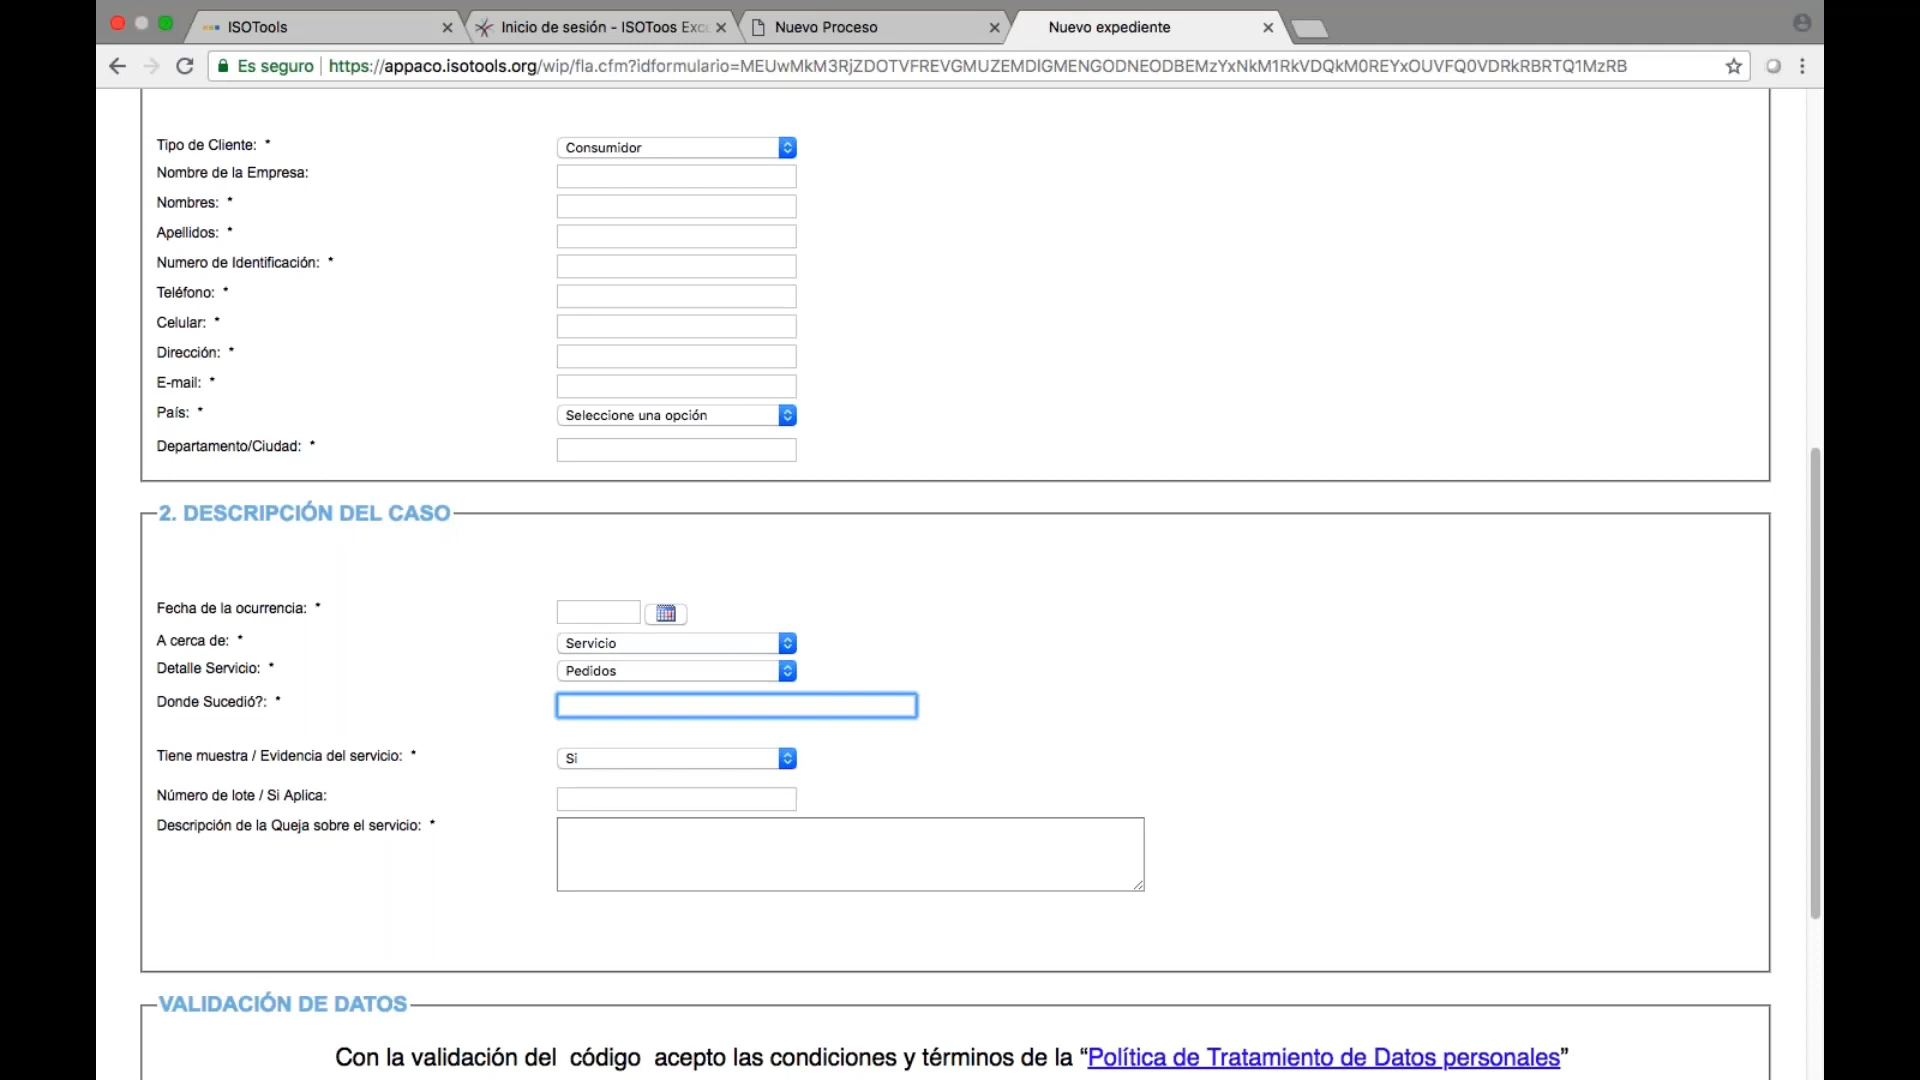 ISOTools
Inicio de sesión - ISOToos Exc
Nuevo Proceso
Nuevo expediente
Es seguro | https://appaco.isotools.org/wip/fla.cfm?idformulario=MEUwMkM3RjZDOTVFREVGMUZEMDlGMENGODNEODBEMzYxNkM1RkVDQkM0REYxOUVFQ0VDRkRBRTQ1MzRB
Tipo de Cliente: * Consumidor
Nombre de la Empresa:
Nombres: *
Apellidos: *
Numero de Identificación: *
Teléfono: *
Celular: *
Dirección: *
E-mail: *
País: * Seleccione una opción
Departamento/Ciudad: *
2. DESCRIPCIÓN DEL CASO
Fecha de la ocurrencia: *
A cerca de: * Servicio
Detalle Servicio: * Pedidos
Donde Sucedió?: *
Tiene muestra / Evidencia del servicio: * Si
Número de lote / Si Aplica:
Descripción de la Queja sobre el servicio: *
VALIDACIÓN DE DATOS
Con la validación del código acepto las condiciones y términos de la “Política de Tratamiento de Datos personales”